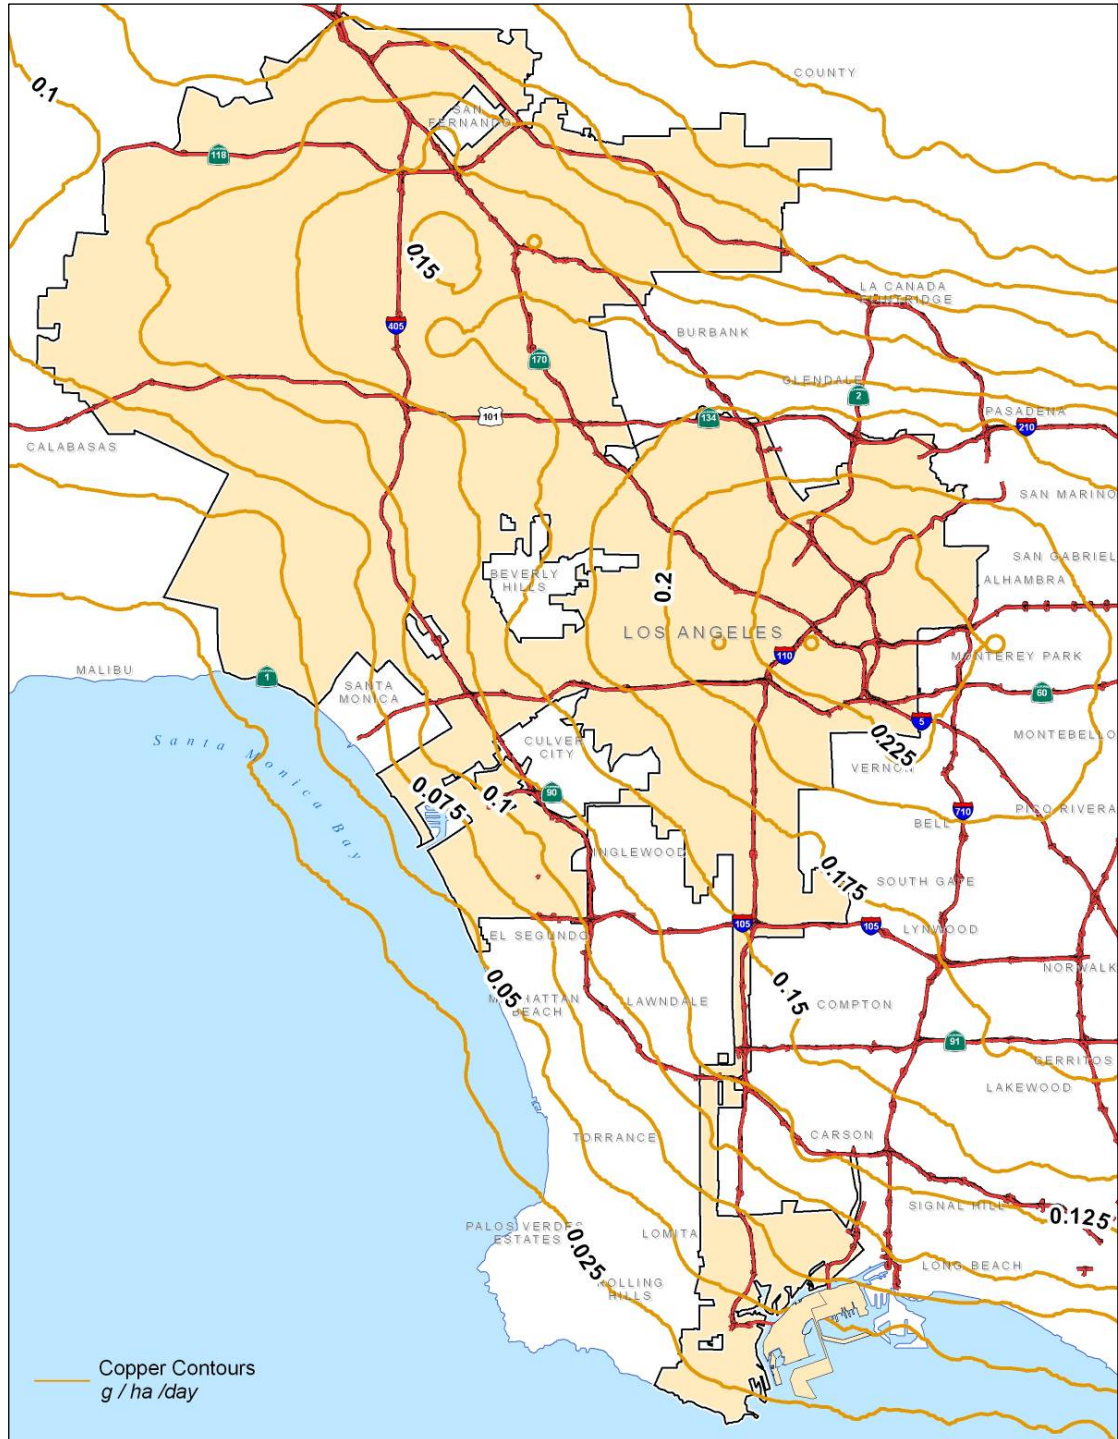 COUNTY
0.1
SAN
FERNANDO
118
0.15
LA CANADA
FLINTRIDGE
405
BURBANK
170
GLENDALE
2
101
134
PASADENA
210
CALABASAS
SAN MARINO
SAN GABRIEL
BEVERLY
HILLS
ALHAMBRA
0.2
LOS ANGELES
110
MONTEREY PARK
MALIBU
1
SANTA
MONICA
60
5
MONTEBELLO
Santa Monica Bay
CULVER
CITY
0.225
VERNON
0.075
0.1
90
710
PICO RIVERA
BELL
INGLEWOOD
0.175
SOUTH GATE
105
105
LYNWOOD
EL SEGUNDO
NORWALK
0.05
MANHATTAN
BEACH
LAWNDALE
0.15
COMPTON
91
CERRITOS
LAKEWOOD
TORRANCE
CARSON
SIGNAL HILL
0.125
PALOS VERDES
ESTATES
LOMITA
0.025
LONG BEACH
ROLLING
HILLS
Copper Contours
g / ha /day